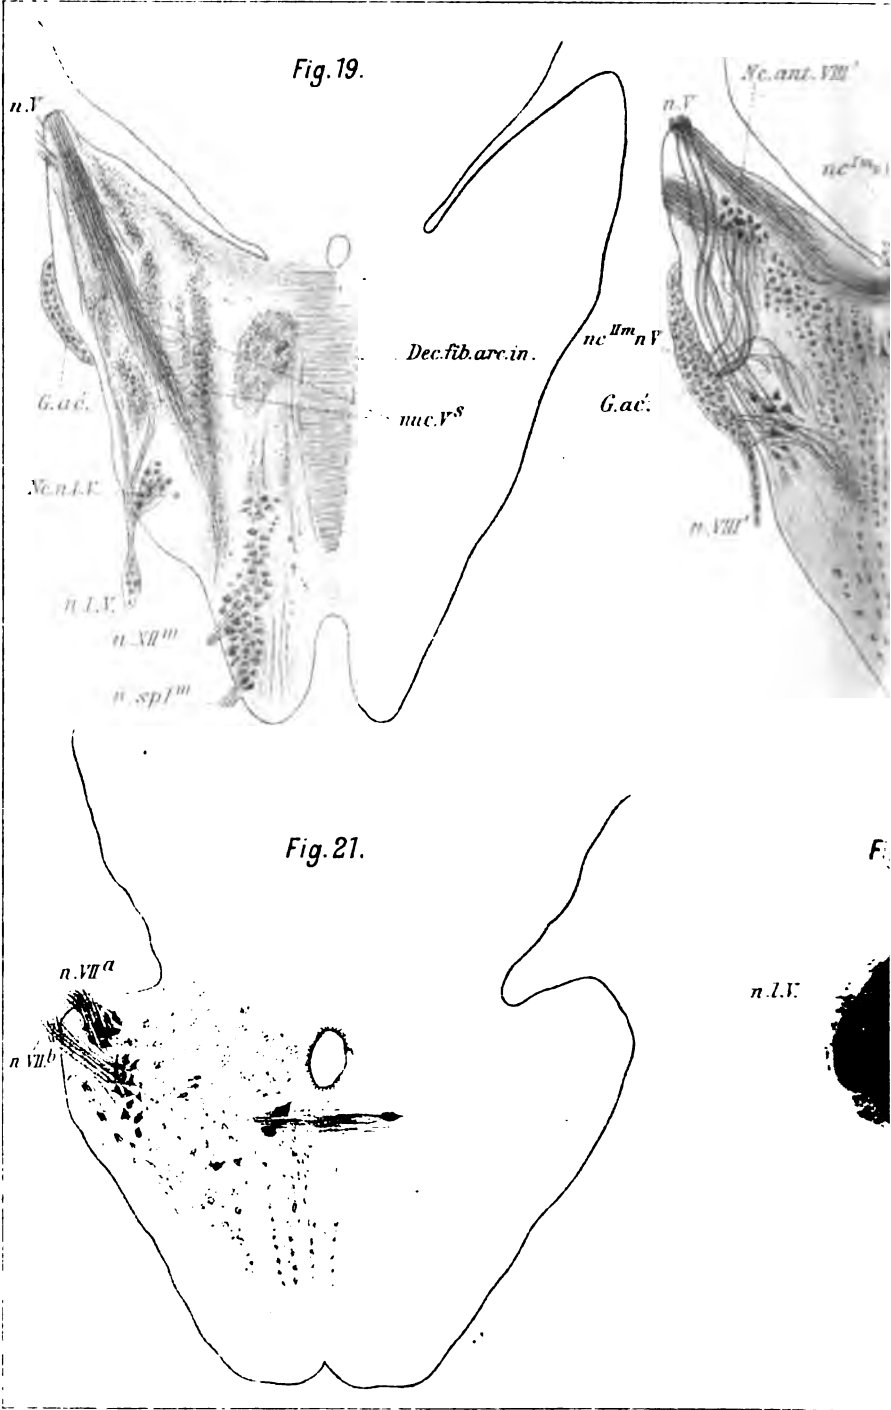 Fig. 19.
n. V
G. ac'.
Nc. n. l. V.
n. l. V.
n. XII m
n. sp I m
Dec. fib. arc. in.
nuc. V s
Nc. ant. VIII'
n. V
nc II m n V
G. ac'.
n. VIII'
Fig. 21.
n. VII a
n. VII. b
n. l. V.